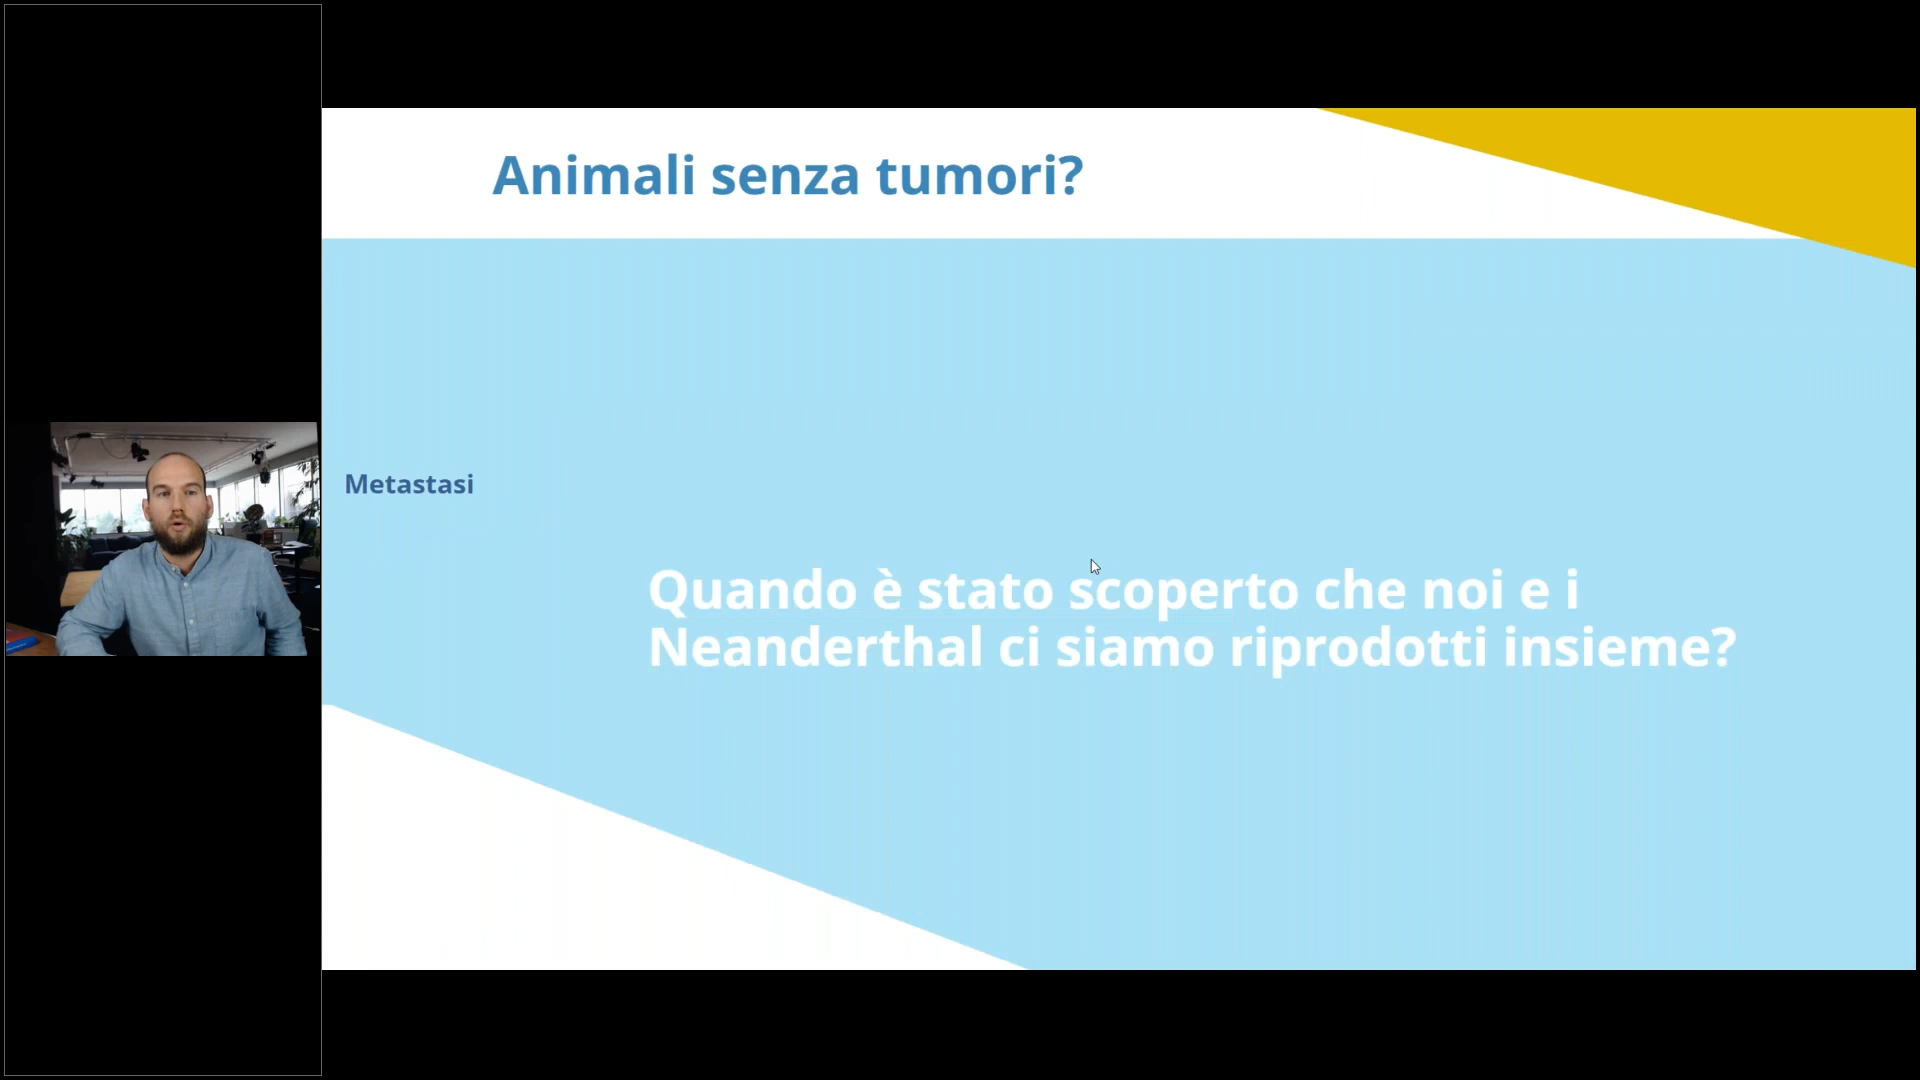 Animali senza tumori?
Metastasi
Quando è stato scoperto che noi e i
Neanderthal ci siamo riprodotti insieme?